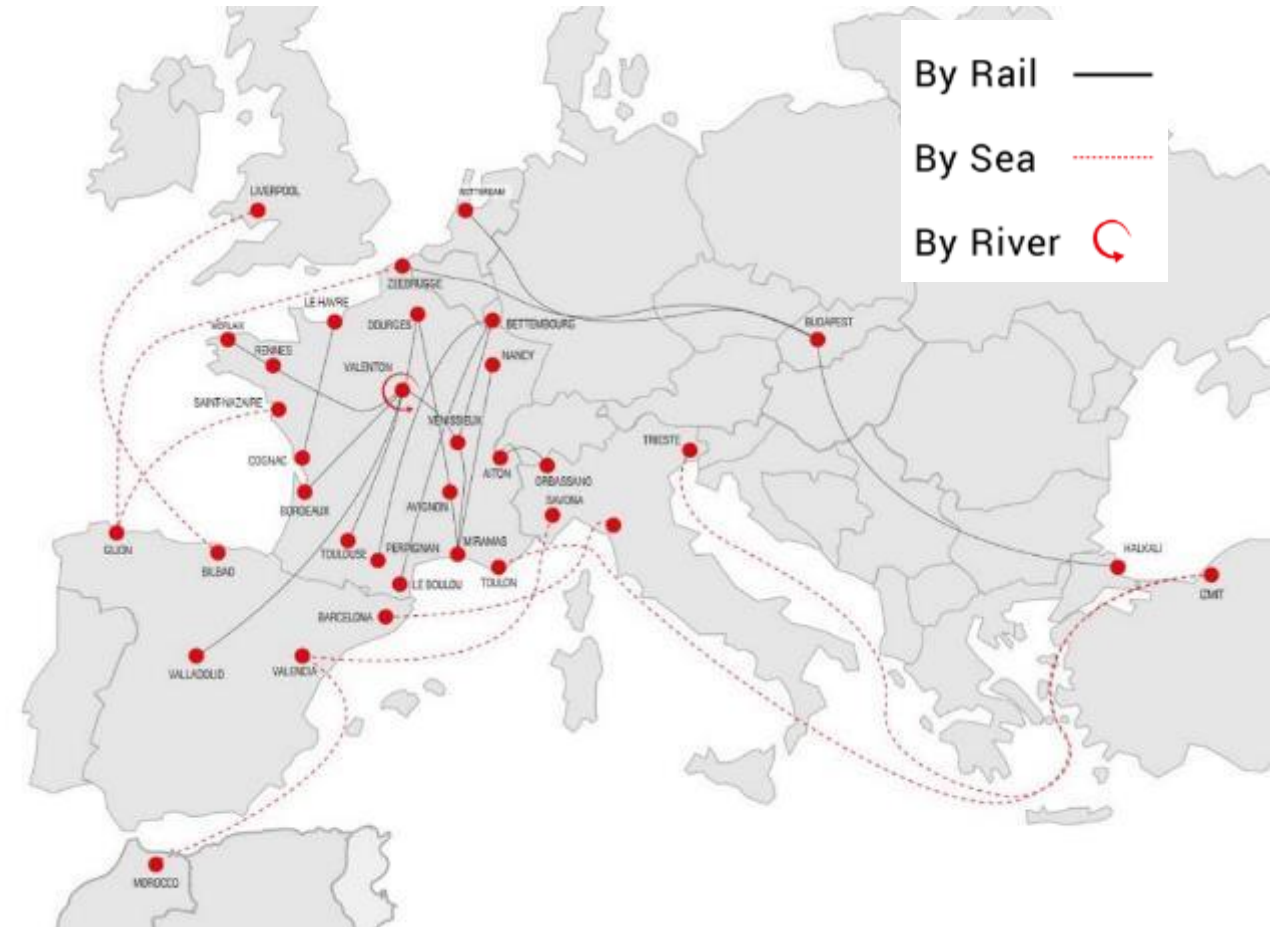 By Rail
By Sea
By River
LIVERPOOL
ROTTERDAM
ZEEBRUGGE
LE HAVRE
DOURGES
BETTEMBOURG
BUDAPEST
MORLAIX
RENNES
NANCY
VALENTON
SAINT-NAZAIRE
VÉNISSIEUX
TRIESTE
COGNAC
AITON
ORBASSANO
SAVONA
BORDEAUX
AVIGNON
GIJON
BILBAO
TOULOUSE
PERPIGNAN
MIRAMAS
HALKALI
LE BOULOU
TOULON
IZMIT
BARCELONA
VALLADOLID
VALENCIA
MOROCCO